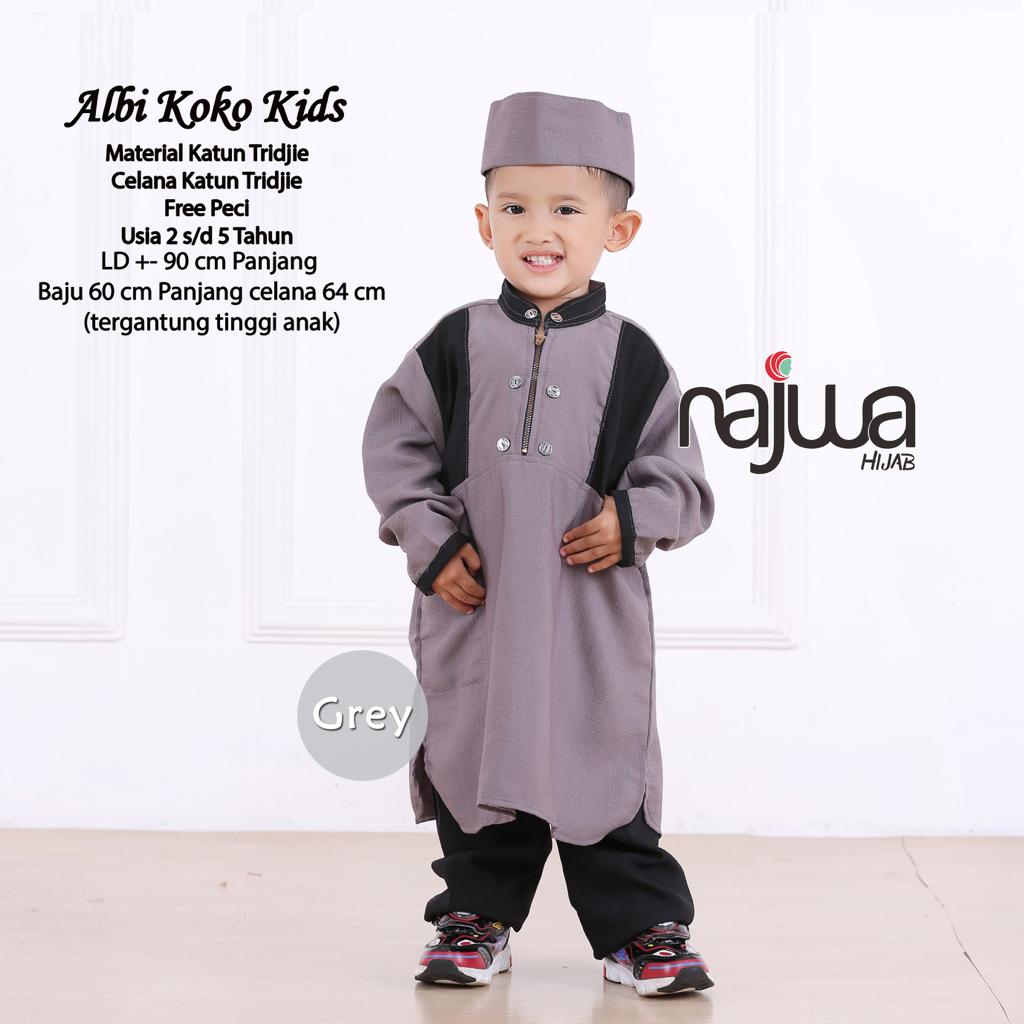 Albi Koko Kids
Material Katun Tridjie
Celana Katun Tridjie
Free Peci
Usia 2 s/d 5 Tahun
LD +- 90 cm Panjang
Baju 60 cm Panjang celana 64 cm
(tergantung tinggi anak)
najwa
HIJAB
Grey